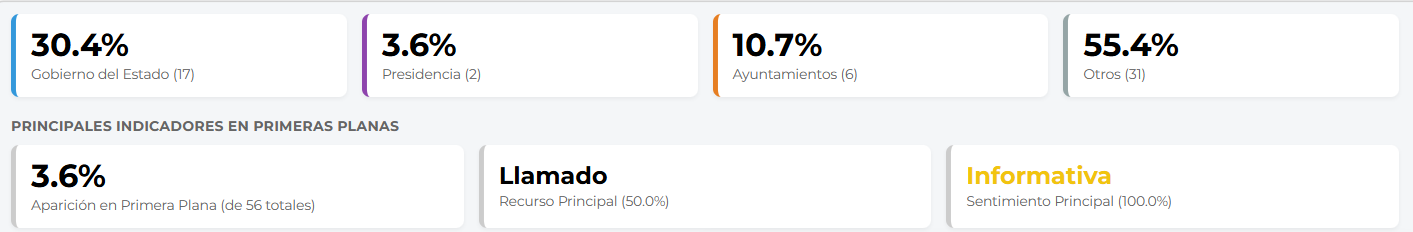 30.4%
Gobierno del Estado (17)
3.6%
Presidencia (2)
10.7%
Ayuntamientos (6)
55.4%
Otros (31)
PRINCIPALES INDICADORES EN PRIMERAS PLANAS
3.6%
Aparición en Primera Plana (de 56 totales)
Llamado
Recurso Principal (50.0%)
Informativa
Sentimiento Principal (100.0%)